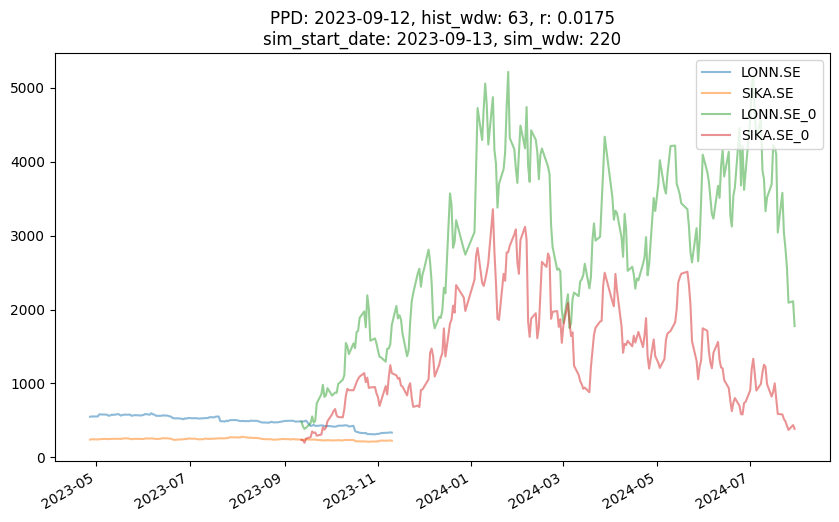 PPD: 2023-09-12, hist_wdw: 63, r: 0.0175
sim_start_date: 2023-09-13, sim_wdw: 220
LONN.SE
SIKA.SE
LONN.SE_0
SIKA.SE_0
5000
4000
3000
2000
1000
0
2023-05
2023-07
2023-09
2023-11
2024-01
2024-03
2024-05
2024-07